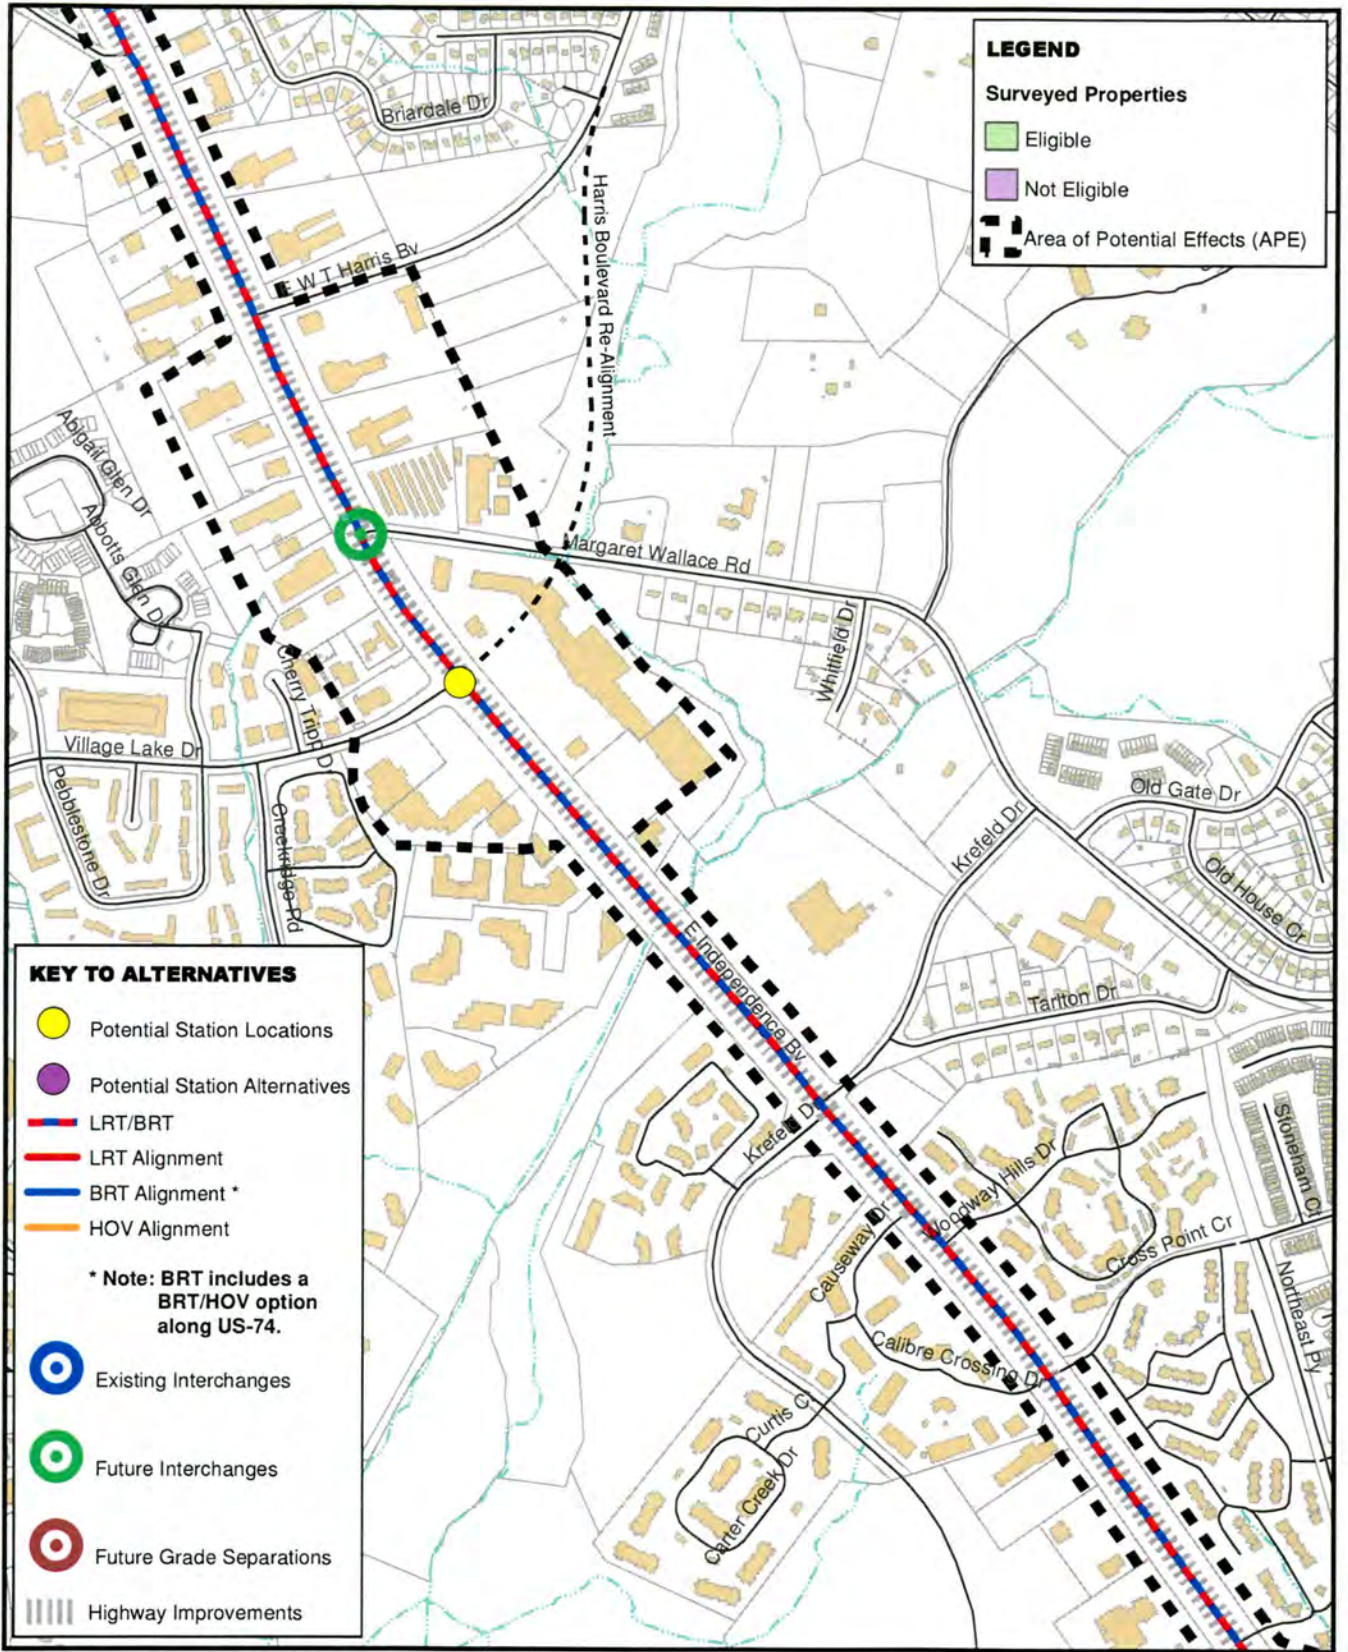 LEGEND
Surveyed Properties
Eligible
Not Eligible
Area of Potential Effects (APE)
Briardale Dr
Harris Boulevard Re-Alignment
E W T Harris Bv
Abigail Glen Dr
Abbotts Glen Dr
Margaret Wallace Rd
Whitfield Dr
Cherry Tripp Dr
Village Lake Dr
Pebblestone Dr
Creekridge Rd
Old Gate Dr
Krefeld Dr
Old House Cr
Tarlton Dr
E Independence Bv
Krefeld Dr
Stoneham Ct
Woodway Hills Dr
Causeway Dr
Cross Point Cr
Northeast Py
Calibre Crossing Dr
Curtis C
Carter Creek Dr
KEY TO ALTERNATIVES
Potential Station Locations
Potential Station Alternatives
LRT/BRT
LRT Alignment
BRT Alignment *
HOV Alignment
* Note: BRT includes a
BRT/HOV option
along US-74.
Existing Interchanges
Future Interchanges
Future Grade Separations
Highway Improvements